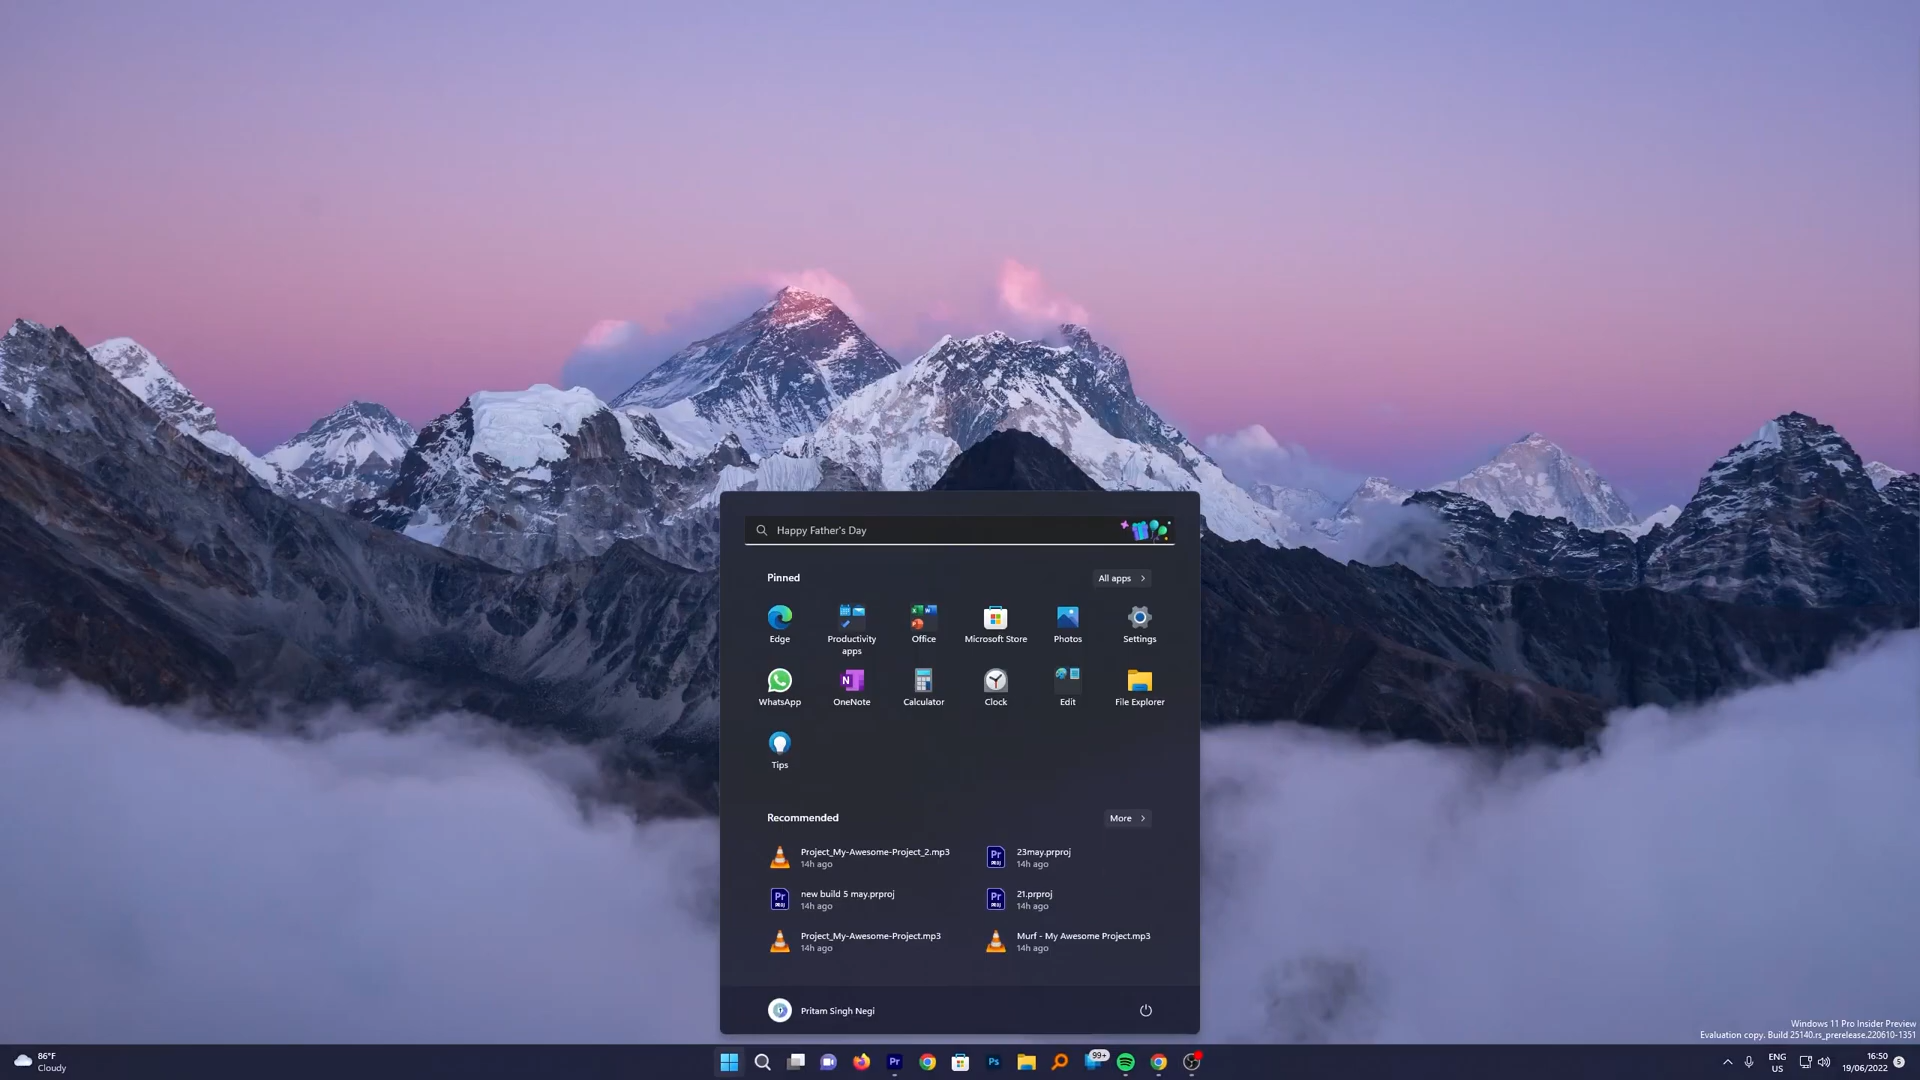 Happy Father's Day
Pinned
All apps
Edge
Productivity
apps
Office
Microsoft Store
Photos
Settings
WhatsApp
OneNote
Calculator
Clock
Edit
File Explorer
Tips
Recommended
More
Project_My-Awesome-Project_2.mp3
14h ago
23may.prproj
14h ago
new build 5 may.prproj
14h ago
21.prproj
14h ago
Project_My-Awesome-Project.mp3
14h ago
Murf - My Awesome Project.mp3
14h ago
Pritam Singh Negi
Windows 11 Pro Insider Preview
Evaluation copy. Build 25140.rs_prerelease.220610-1351
86°F
Cloudy
Pr
Ps
99+
ENG
US
16:50
19/06/2022
5